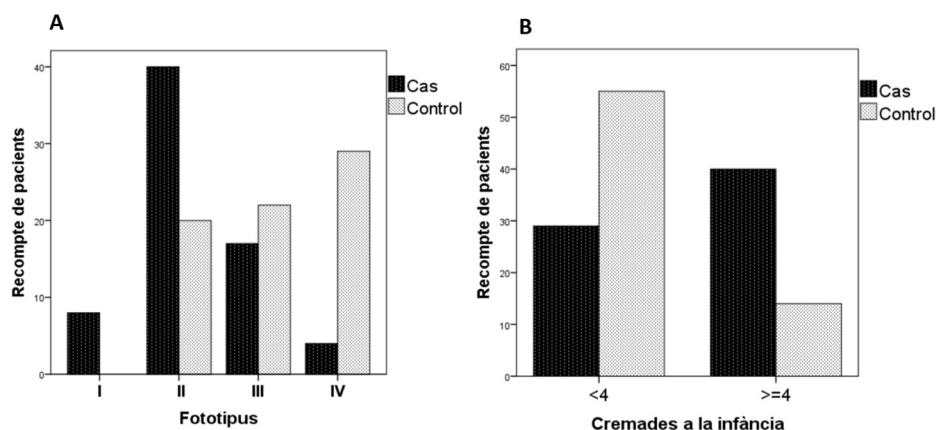 A
Recompte de pacients
40
30
20
10
0
I II III IV
Fototipus
Cas
Control
B
Recompte de pacients
60
50
40
30
20
10
0
<4 >=4
Cremades a la infància
Cas
Control